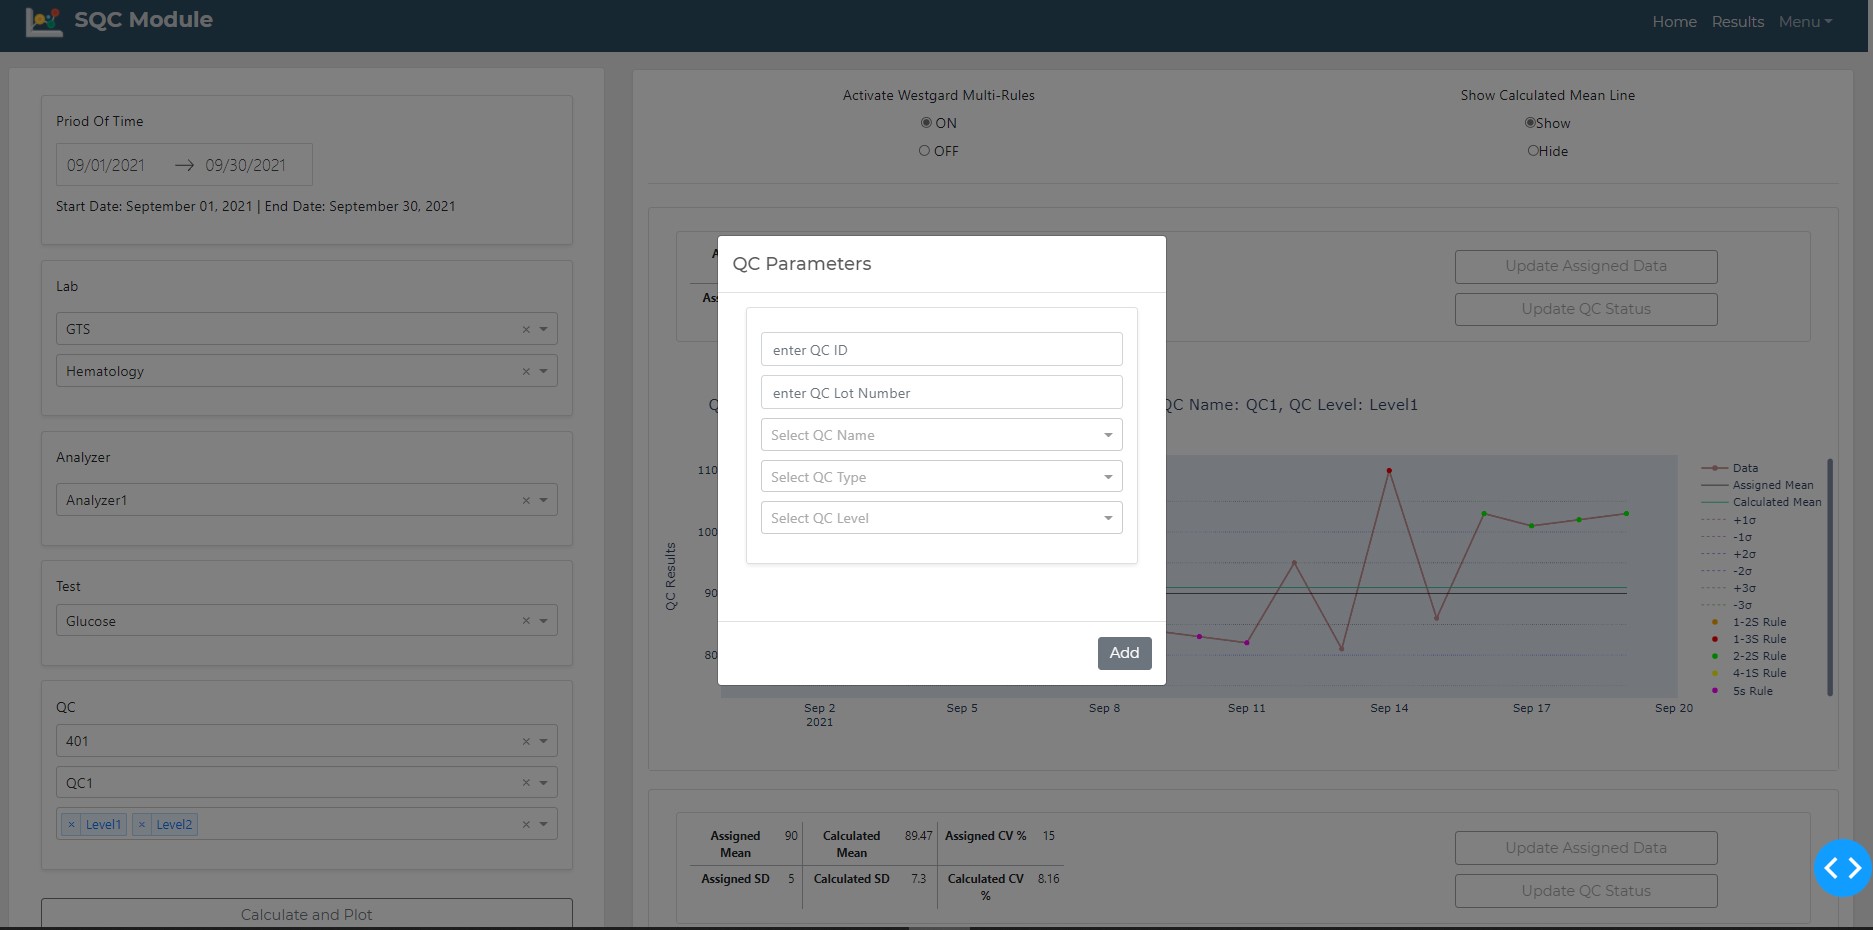 SQC Module
Home Results Menu
Priod Of Time
09/01/2021 → 09/30/2021
Start Date: September 01, 2021 | End Date: September 30, 2021
Lab
GTS
Hematology
Analyzer
Analyzer1
Test
Glucose
QC
401
QC1
× Level1 × Level2
Calculate and Plot
Activate Westgard Multi-Rules
ON
OFF
Show Calculated Mean Line
Show
Hide
Update Assigned Data
Update QC Status
QC Parameters
enter QC ID
enter QC Lot Number
Select QC Name
Select QC Type
Select QC Level
Add
QC Name: QC1, QC Level: Level1
QC Results
110
100
90
80
Sep 2
2021
Sep 5
Sep 8
Sep 11
Sep 14
Sep 17
Sep 20
Data
Assigned Mean
Calculated Mean
+1σ
-1σ
+2σ
-2σ
+3σ
-3σ
1-2S Rule
1-3S Rule
2-2S Rule
4-1S Rule
5s Rule
Assigned Mean 90 Calculated Mean 89.47 Assigned CV % 15
Assigned SD 5 Calculated SD 7.3 Calculated CV % 8.16
Update Assigned Data
Update QC Status